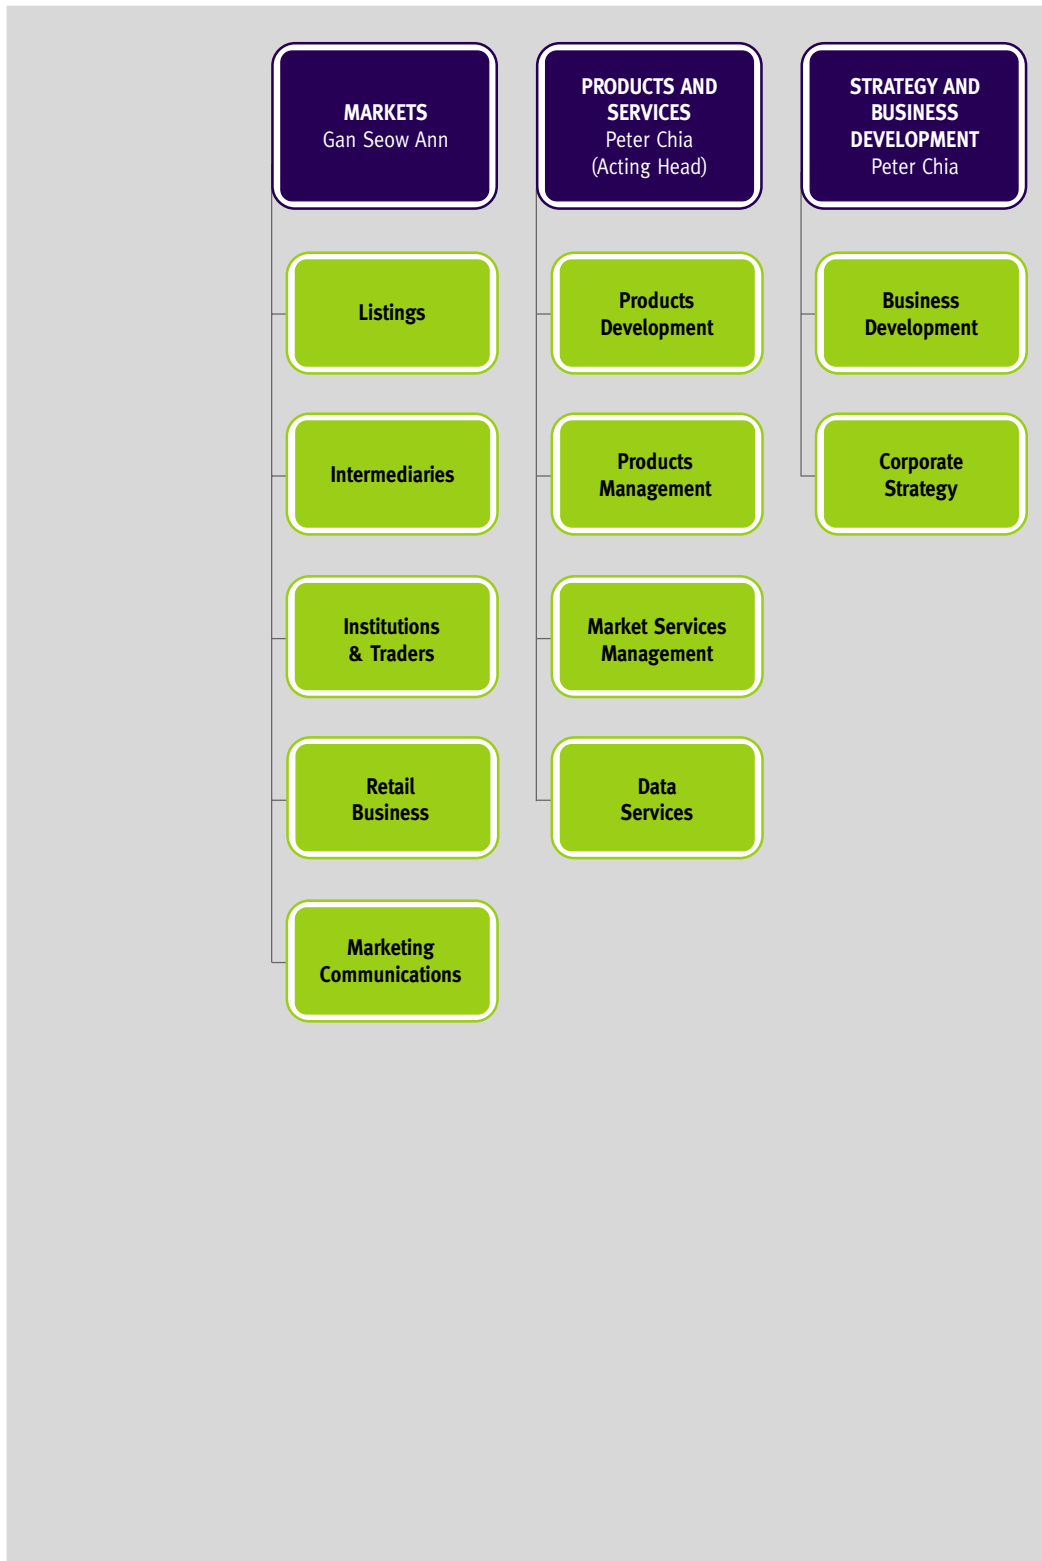 MARKETS
Gan Seow Ann
Listings
Intermediaries
Institutions
& Traders
Retail
Business
Marketing
Communications
PRODUCTS AND
SERVICES
Peter Chia
(Acting Head)
Products
Development
Products
Management
Market Services
Management
Data
Services
STRATEGY AND
BUSINESS
DEVELOPMENT
Peter Chia
Business
Development
Corporate
Strategy